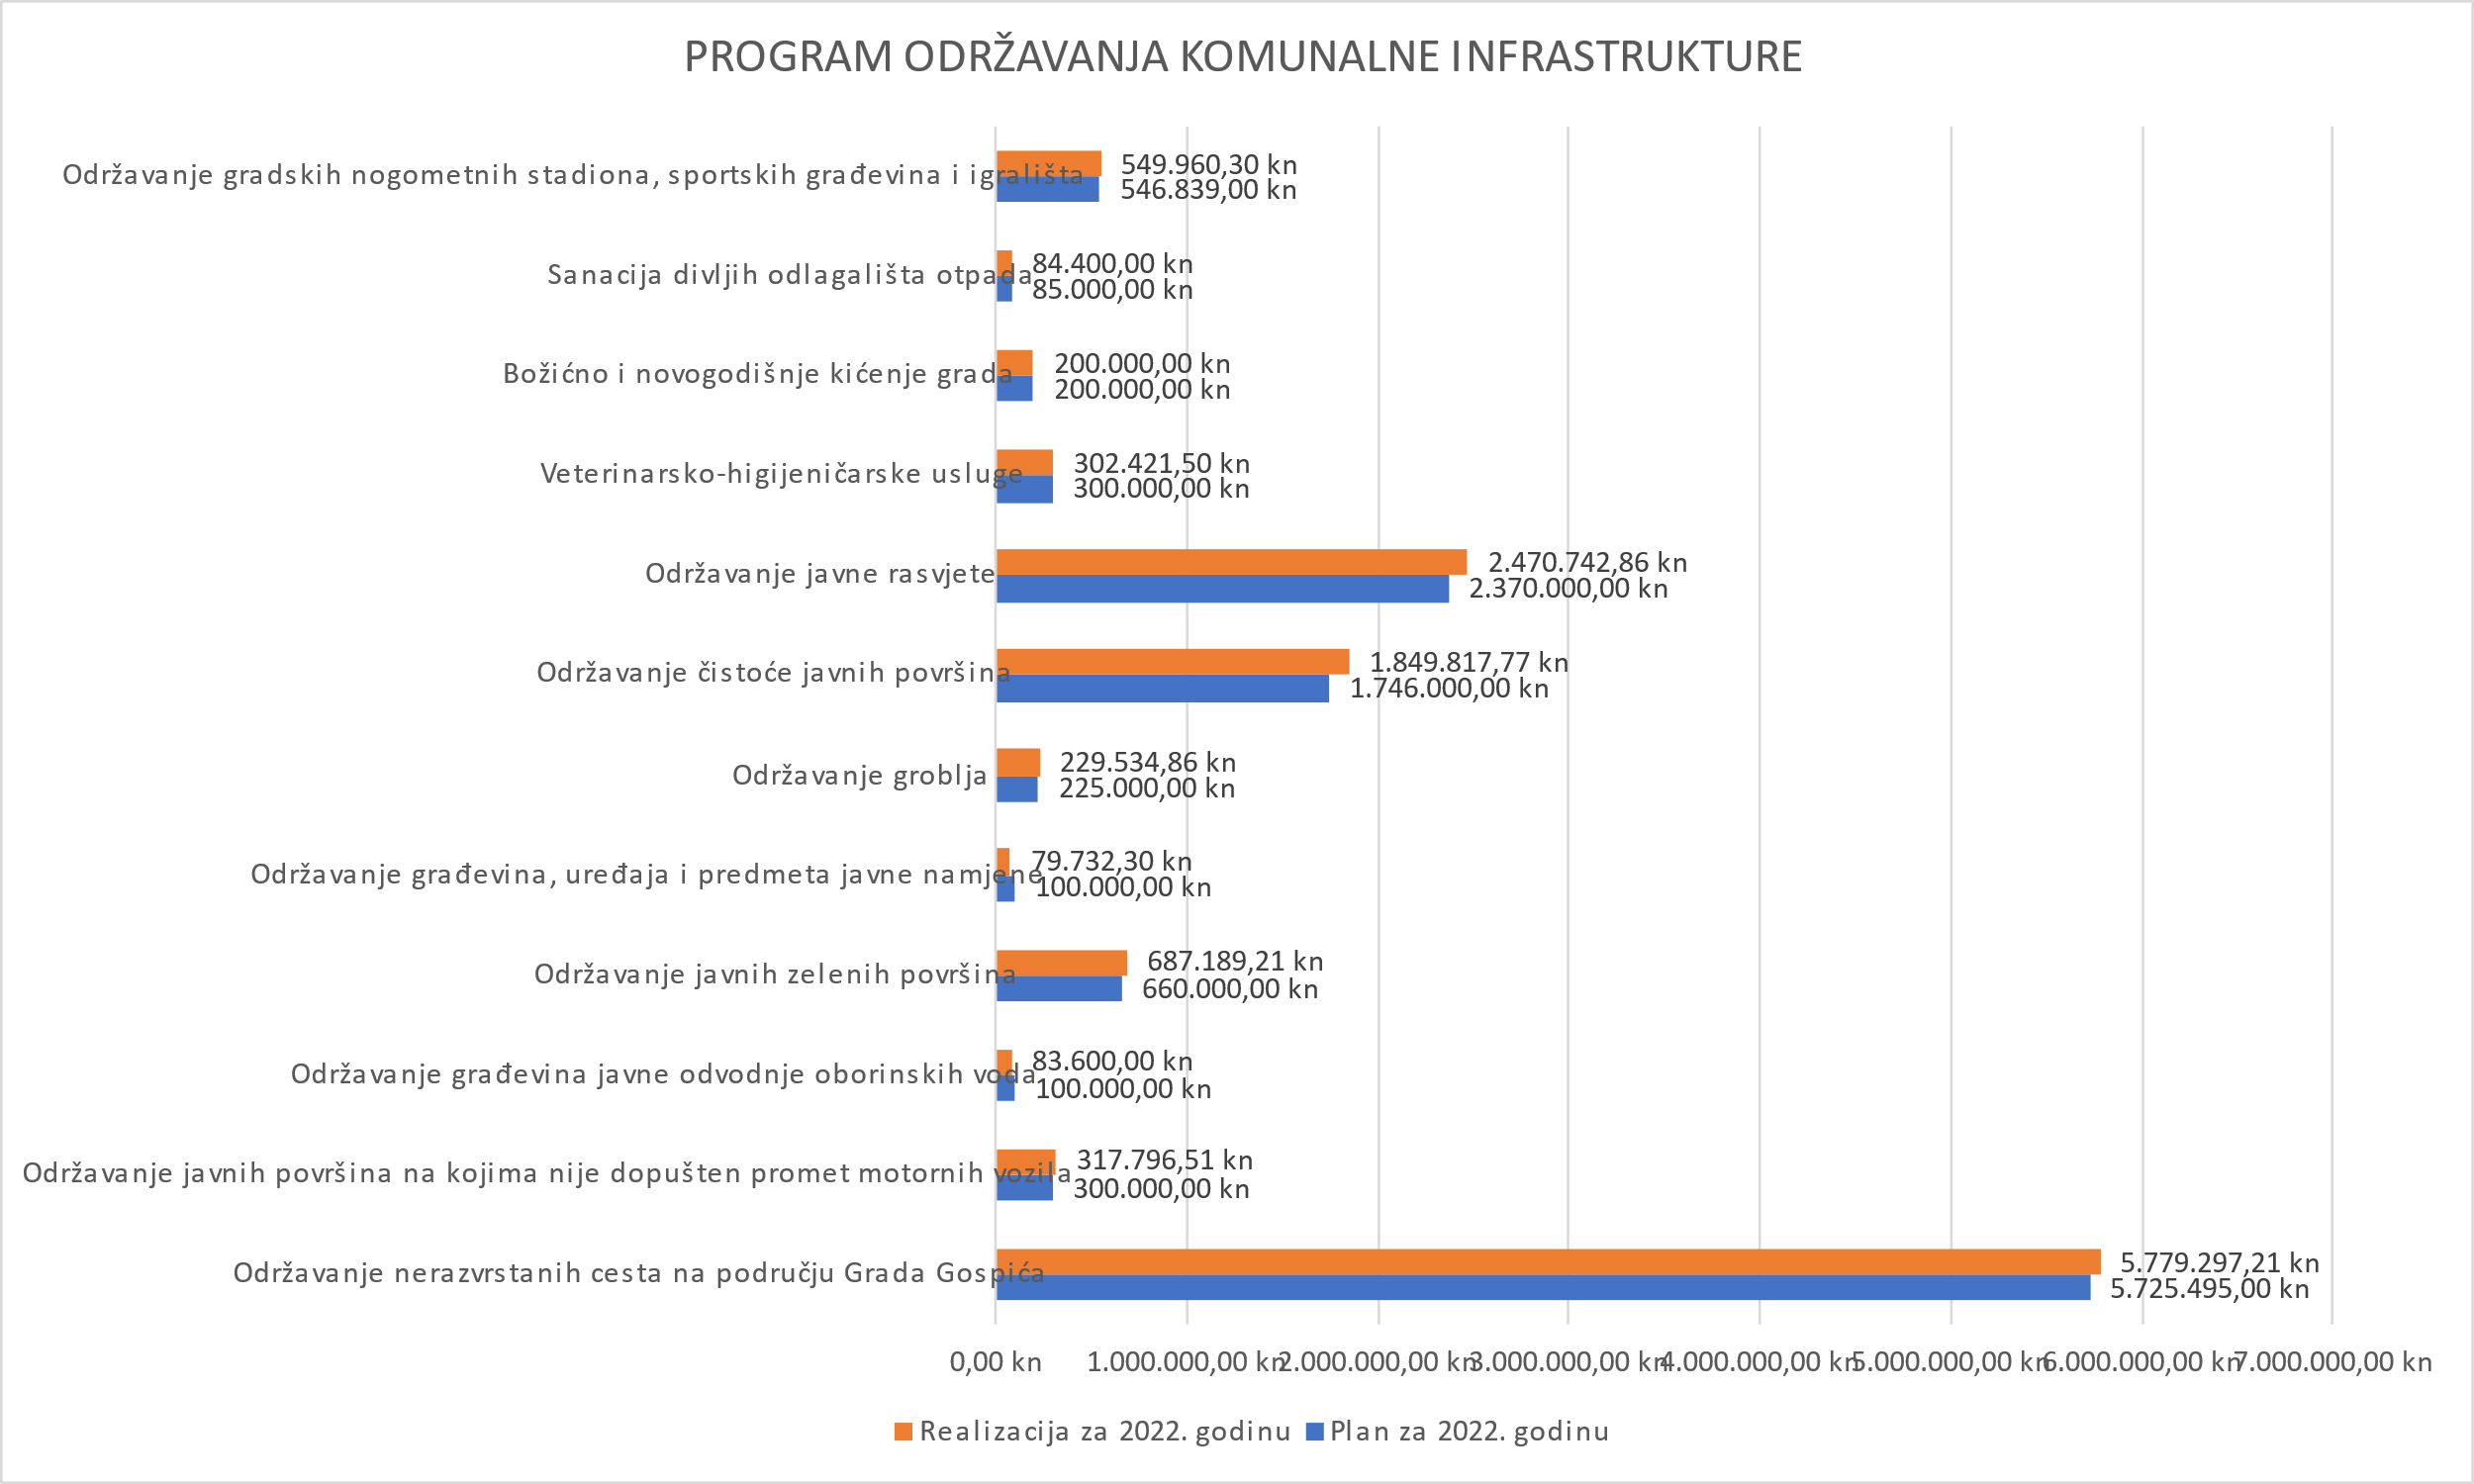 PROGRAM ODRŽAVANJA KOMUNALNE INFRASTRUKTURE
Održavanje gradskih nogometnih stadiona, sportskih građevina i igrališta
549.960,30 kn
546.839,00 kn
Sanacija divljih odlagališta otpada
84.400,00 kn
85.000,00 kn
Božićno i novogodišnje kićenje grada
200.000,00 kn
200.000,00 kn
Veterinarsko-higijeničarske usluge
302.421,50 kn
300.000,00 kn
Održavanje javne rasvjete
2.470.742,86 kn
2.370.000,00 kn
Održavanje čistoće javnih površina
1.849.817,77 kn
1.746.000,00 kn
Održavanje groblja
229.534,86 kn
225.000,00 kn
Održavanje građevina, uređaja i predmeta javne namjene
79.732,30 kn
100.000,00 kn
Održavanje javnih zelenih površina
687.189,21 kn
660.000,00 kn
Održavanje građevina javne odvodnje oborinskih voda
83.600,00 kn
100.000,00 kn
Održavanje javnih površina na kojima nije dopušten promet motornih vozila
317.796,51 kn
300.000,00 kn
Održavanje nerazvrstanih cesta na području Grada Gospića
5.779.297,21 kn
5.725.495,00 kn
0,00 kn 1.000.000,00 kn 2.000.000,00 kn 3.000.000,00 kn 4.000.000,00 kn 5.000.000,00 kn 6.000.000,00 kn 7.000.000,00 kn
Realizacija za 2022. godinu Plan za 2022. godinu